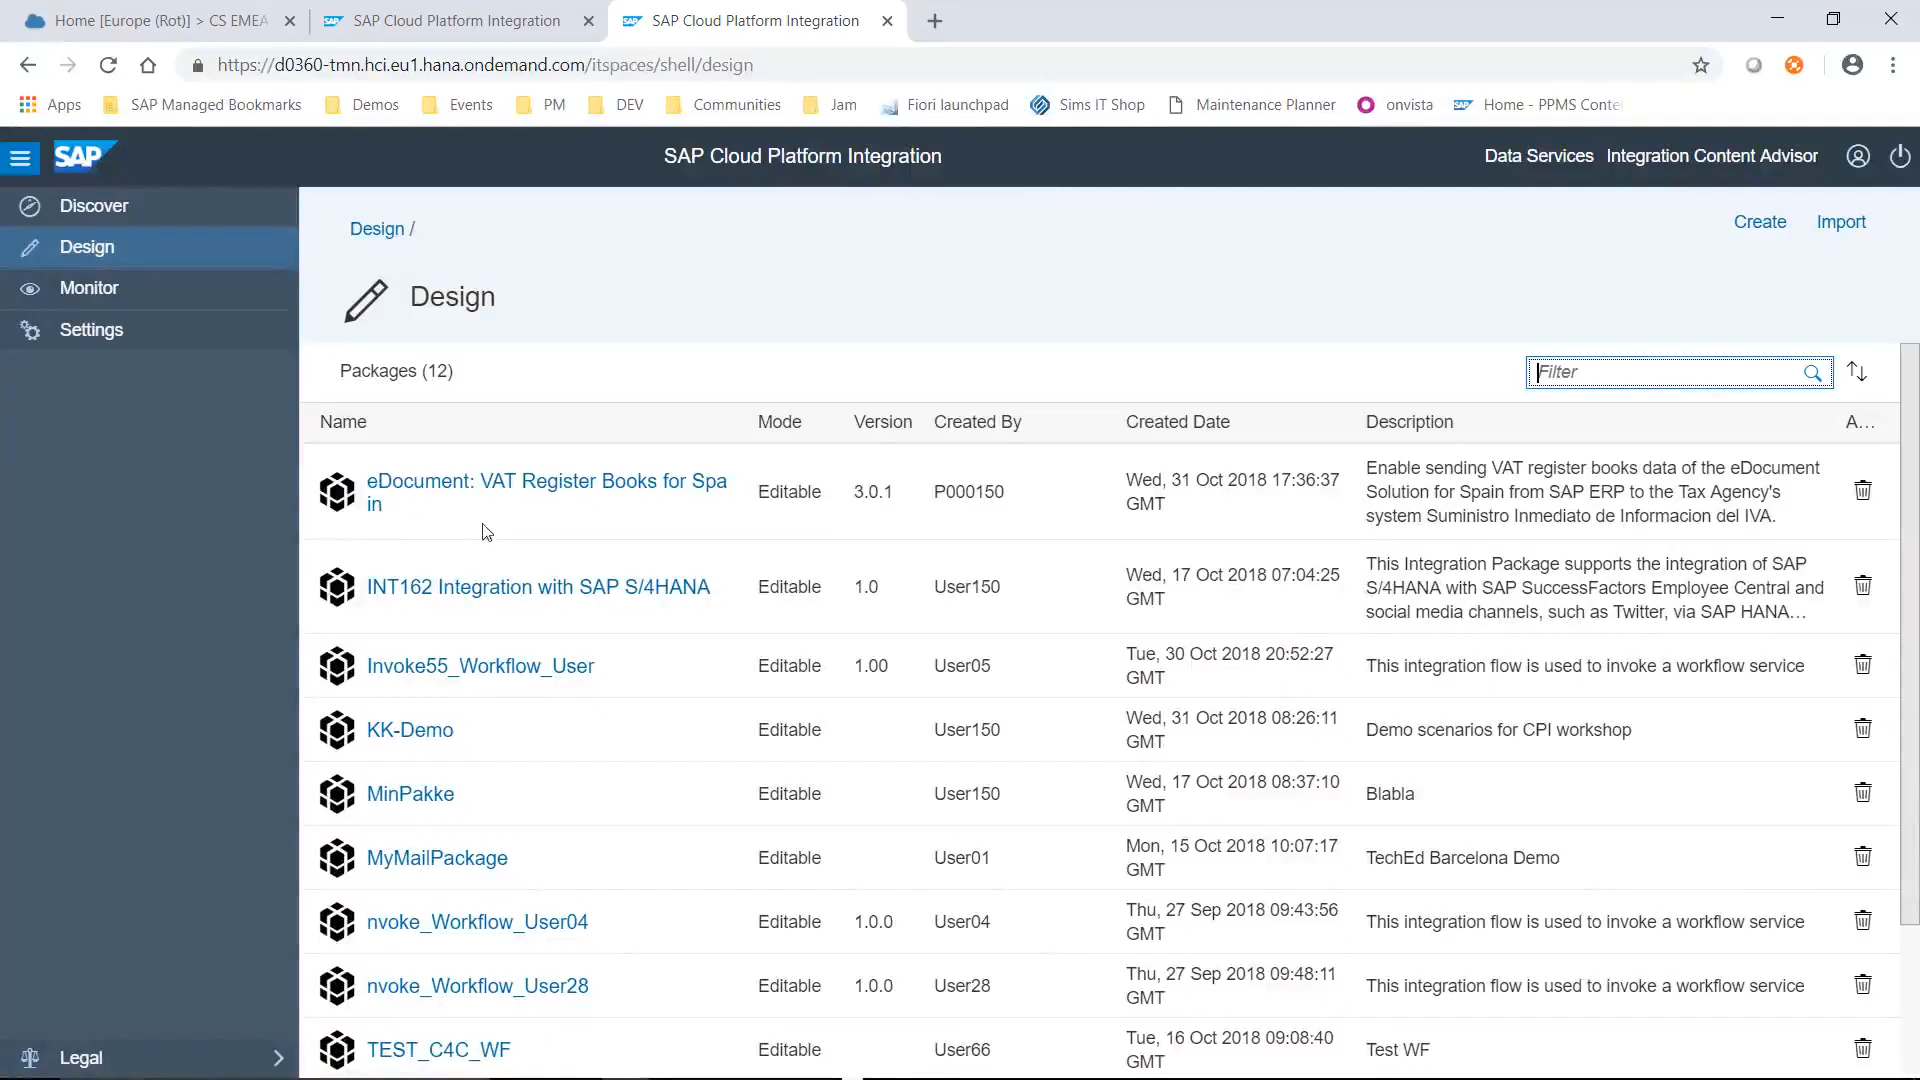 Home [Europe (Rot)] > CS EMEA
SAP Cloud Platform Integration
SAP Cloud Platform Integration
https://d0360-tmn.hci.eu1.hana.ondemand.com/itspaces/shell/design
Apps
SAP Managed Bookmarks
Demos
Events
PM
DEV
Communities
Jam
Fiori launchpad
Sims IT Shop
Maintenance Planner
onvista
Home - PPMS Conte
SAP
SAP Cloud Platform Integration
Data Services
Integration Content Advisor
Discover
Design
Monitor
Settings
Legal
Design /
Create
Import
Design
Packages (12)
Filter
Name Mode Version Created By Created Date Description A...
eDocument: VAT Register Books for Spa
in
Editable 3.0.1 P000150
Wed, 31 Oct 2018 17:36:37
GMT
Enable sending VAT register books data of the eDocument
Solution for Spain from SAP ERP to the Tax Agency's
system Suministro Inmediato de Informacion del IVA.
INT162 Integration with SAP S/4HANA Editable 1.0 User150
Wed, 17 Oct 2018 07:04:25
GMT
This Integration Package supports the integration of SAP
S/4HANA with SAP SuccessFactors Employee Central and
social media channels, such as Twitter, via SAP HANA...
Invoke55_Workflow_User Editable 1.00 User05
Tue, 30 Oct 2018 20:52:27
GMT
This integration flow is used to invoke a workflow service
KK-Demo Editable User150
Wed, 31 Oct 2018 08:26:11
GMT
Demo scenarios for CPI workshop
MinPakke Editable User150
Wed, 17 Oct 2018 08:37:10
GMT
Blabla
MyMailPackage Editable User01
Mon, 15 Oct 2018 10:07:17
GMT
TechEd Barcelona Demo
nvoke_Workflow_User04 Editable 1.0.0 User04
Thu, 27 Sep 2018 09:43:56
GMT
This integration flow is used to invoke a workflow service
nvoke_Workflow_User28 Editable 1.0.0 User28
Thu, 27 Sep 2018 09:48:11
GMT
This integration flow is used to invoke a workflow service
TEST_C4C_WF Editable User66
Tue, 16 Oct 2018 09:08:40
GMT
Test WF